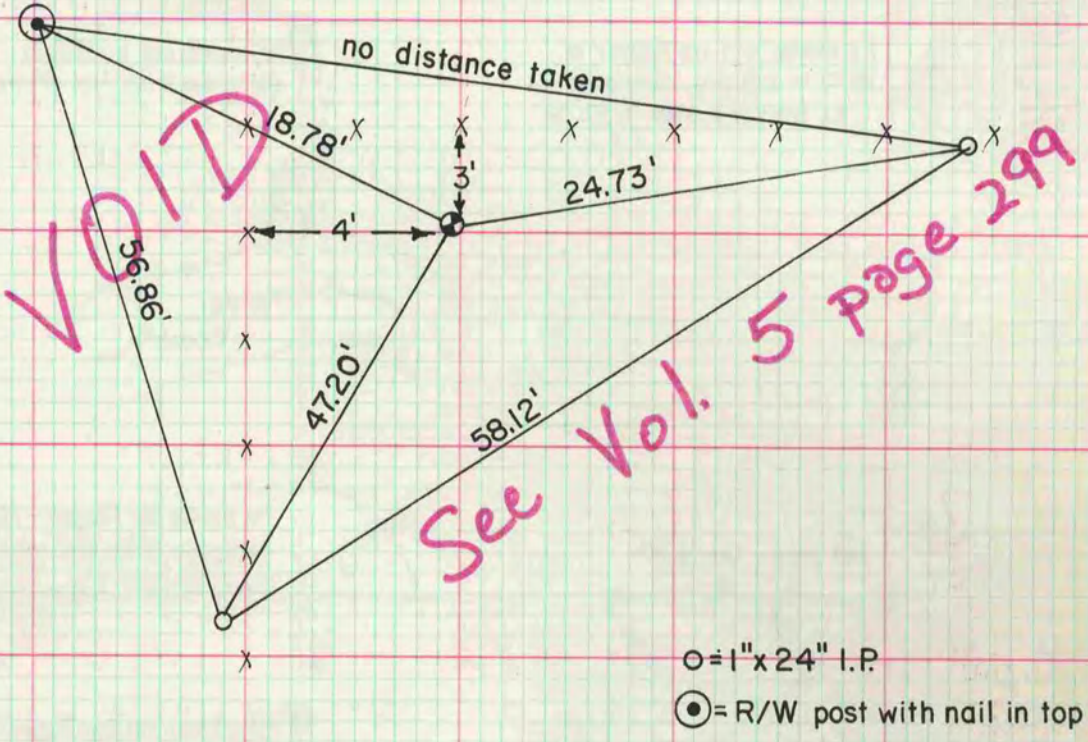 no distance taken
VOID
18.78'
3'
24.73'
4'
56.86'
47.20'
58.12'
See Vol. 5 page 299
O = 1" x 24" I.P.
= R/W post with nail in top